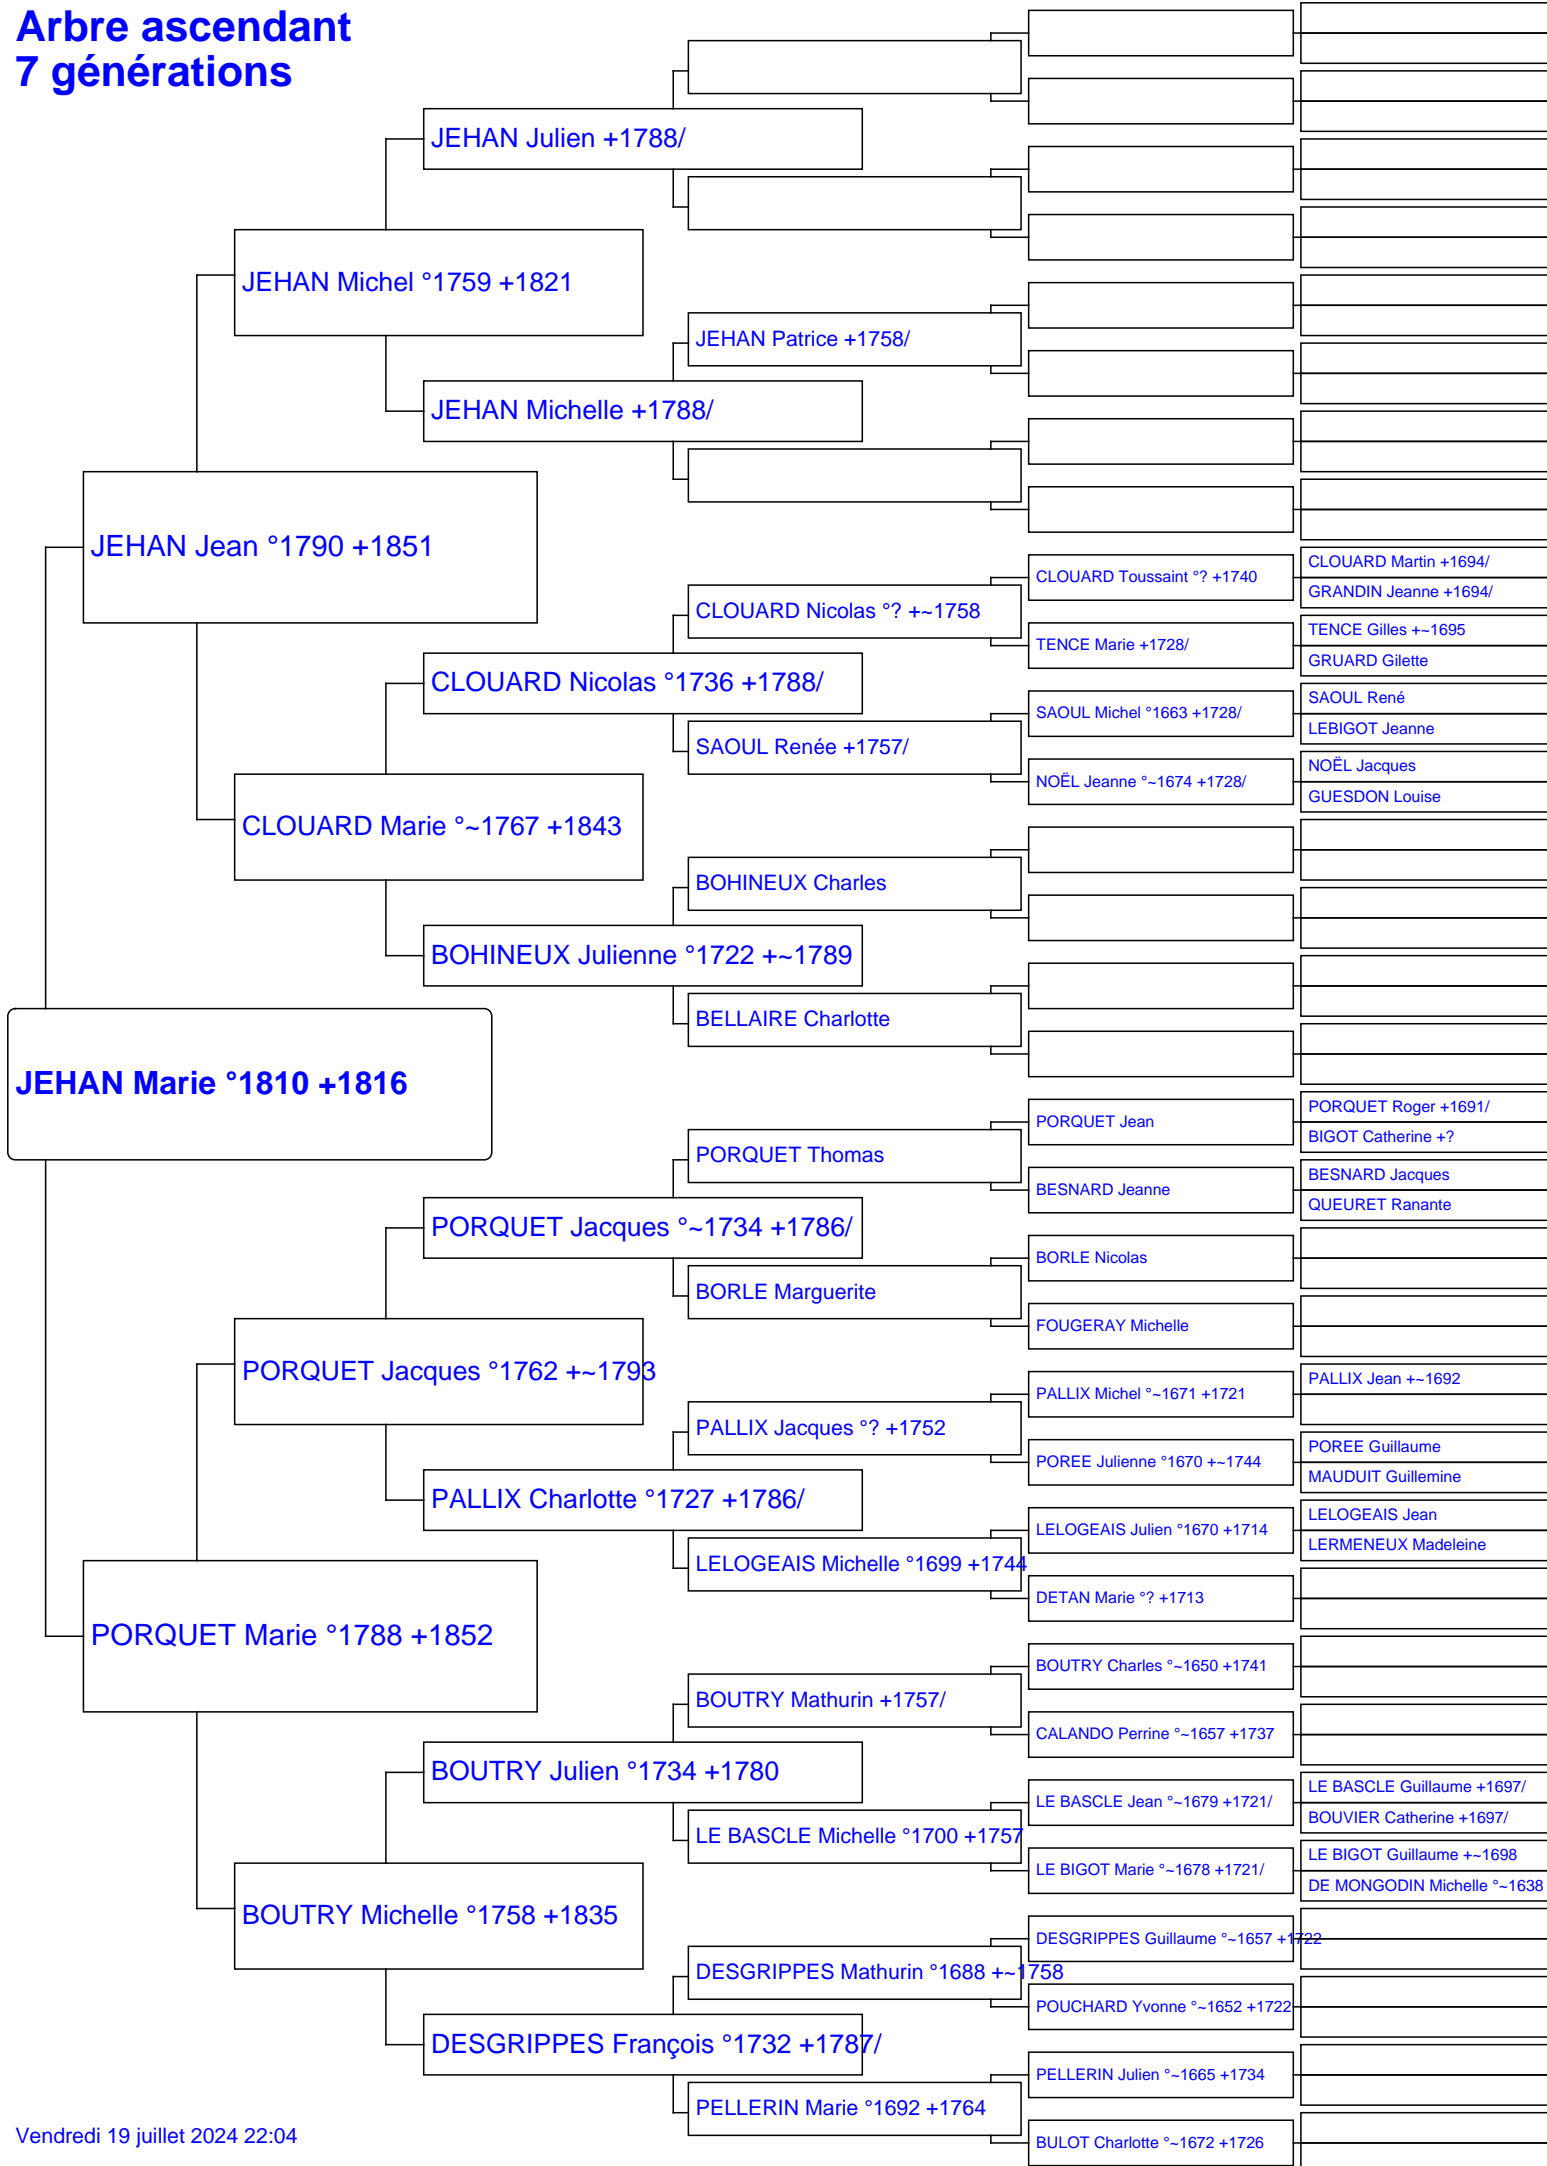 Arbre ascendant
7 générations
JEHAN Julien +1788/
JEHAN Michel °1759 +1821
JEHAN Patrice +1758/
JEHAN Michelle +1788/
JEHAN Jean °1790 +1851
CLOUARD Martin +1694/
CLOUARD Toussaint °? +1740
GRANDIN Jeanne +1694/
CLOUARD Nicolas °? +~1758
TENCE Gilles +~1695
TENCE Marie +1728/
GRUARD Gilette
CLOUARD Nicolas °1736 +1788/
SAOUL René
SAOUL Michel °1663 +1728/
LEBIGOT Jeanne
SAOUL Renée +1757/
NOËL Jacques
NOËL Jeanne °~1674 +1728/
GUESDON Louise
CLOUARD Marie °~1767 +1843
BOHINEUX Charles
BOHINEUX Julienne °1722 +~1789
BELLAIRE Charlotte
JEHAN Marie °1810 +1816
PORQUET Roger +1691/
PORQUET Jean
BIGOT Catherine +?
PORQUET Thomas
BESNARD Jacques
BESNARD Jeanne
QUEURET Ranante
PORQUET Jacques °~1734 +1786/
BORLE Nicolas
BORLE Marguerite
FOUGERAY Michelle
PORQUET Jacques °1762 +~1793
PALLIX Jean +~1692
PALLIX Michel °~1671 +1721
PALLIX Jacques °? +1752
POREE Guillaume
POREE Julienne °1670 +~1744
MAUDUIT Guillemine
PALLIX Charlotte °1727 +1786/
LELOGEAIS Jean
LELOGEAIS Julien °1670 +1714
LERMENEUX Madeleine
LELOGEAIS Michelle °1699 +1744
DETAN Marie °? +1713
PORQUET Marie °1788 +1852
BOUTRY Charles °~1650 +1741
BOUTRY Mathurin +1757/
CALANDO Perrine °~1657 +1737
BOUTRY Julien °1734 +1780
LE BASCLE Guillaume +1697/
LE BASCLE Jean °~1679 +1721/
BOUVIER Catherine +1697/
LE BASCLE Michelle °1700 +1757
LE BIGOT Guillaume +~1698
LE BIGOT Marie °~1678 +1721/
DE MONGODIN Michelle °~1638
BOUTRY Michelle °1758 +1835
DESGRIPPES Guillaume °~1657 +1722
DESGRIPPES Mathurin °1688 +~1758
POUCHARD Yvonne °~1652 +1722
DESGRIPPES François °1732 +1787/
PELLERIN Julien °~1665 +1734
PELLERIN Marie °1692 +1764
BULOT Charlotte °~1672 +1726
Vendredi 19 juillet 2024 22:04